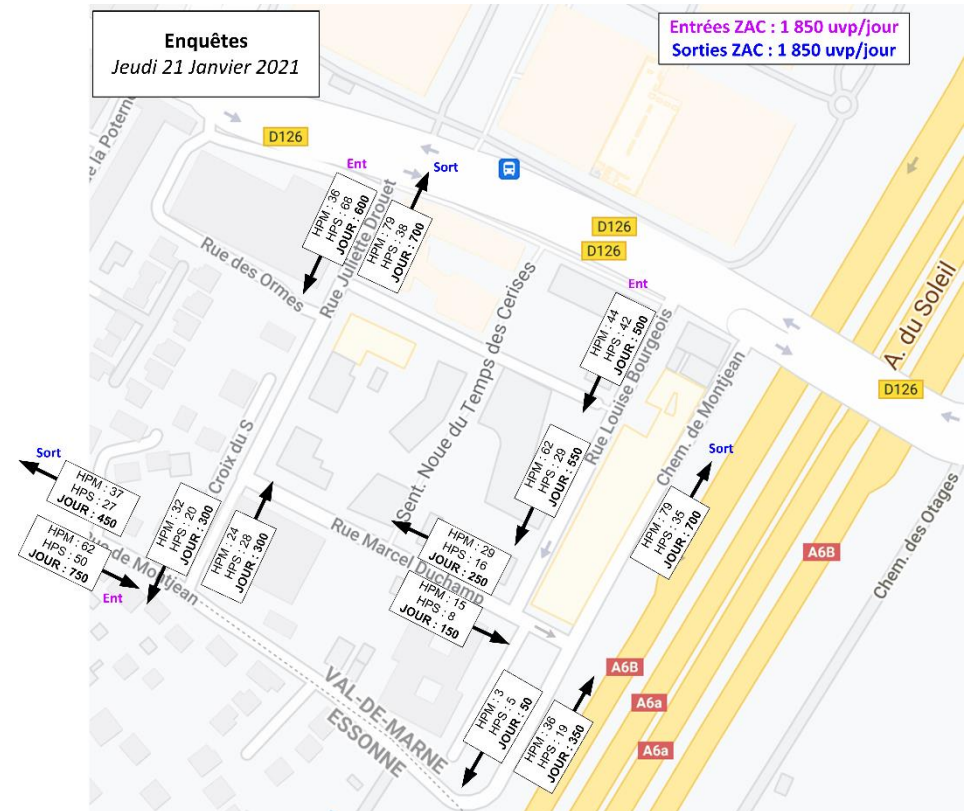 Enquêtes
Jeudi 21 Janvier 2021
Entrées ZAC : 1 850 uvp/jour
Sorties ZAC : 1 850 uvp/jour
de la Poterne
D126
Ent
Sort
HPM : 36
HPS : 68
JOUR : 600
HPM : 79
HPS : 38
JOUR : 700
Rue Juliette Drouet
Rue des Ormes
D126
D126
Ent
HPM : 44
HPS : 42
JOUR : 500
Rue Louise Bourgeois
Sent. Noue du Temps des Cerises
Chem. de Montjean
A. du Soleil
D126
Sort
HPM : 37
HPS : 27
JOUR : 450
HPM : 62
HPS : 50
JOUR : 750
Ent
HPM : 32
HPS : 20
JOUR : 300
HPM : 24
HPS : 28
JOUR : 300
Croix du S
ue de Montjean
Rue Marcel Duchamp
HPM : 62
HPS : 29
JOUR : 550
HPM : 29
HPS : 16
JOUR : 250
HPM : 15
HPS : 8
JOUR : 150
Sort
HPM : 79
HPS : 35
JOUR : 700
A6B
Chem. des Otages
VAL-DE-MARNE
ESSONNE
HPM : 3
HPS : 5
JOUR : 50
HPM : 36
HPS : 19
JOUR : 350
A6B
A6a
A6a